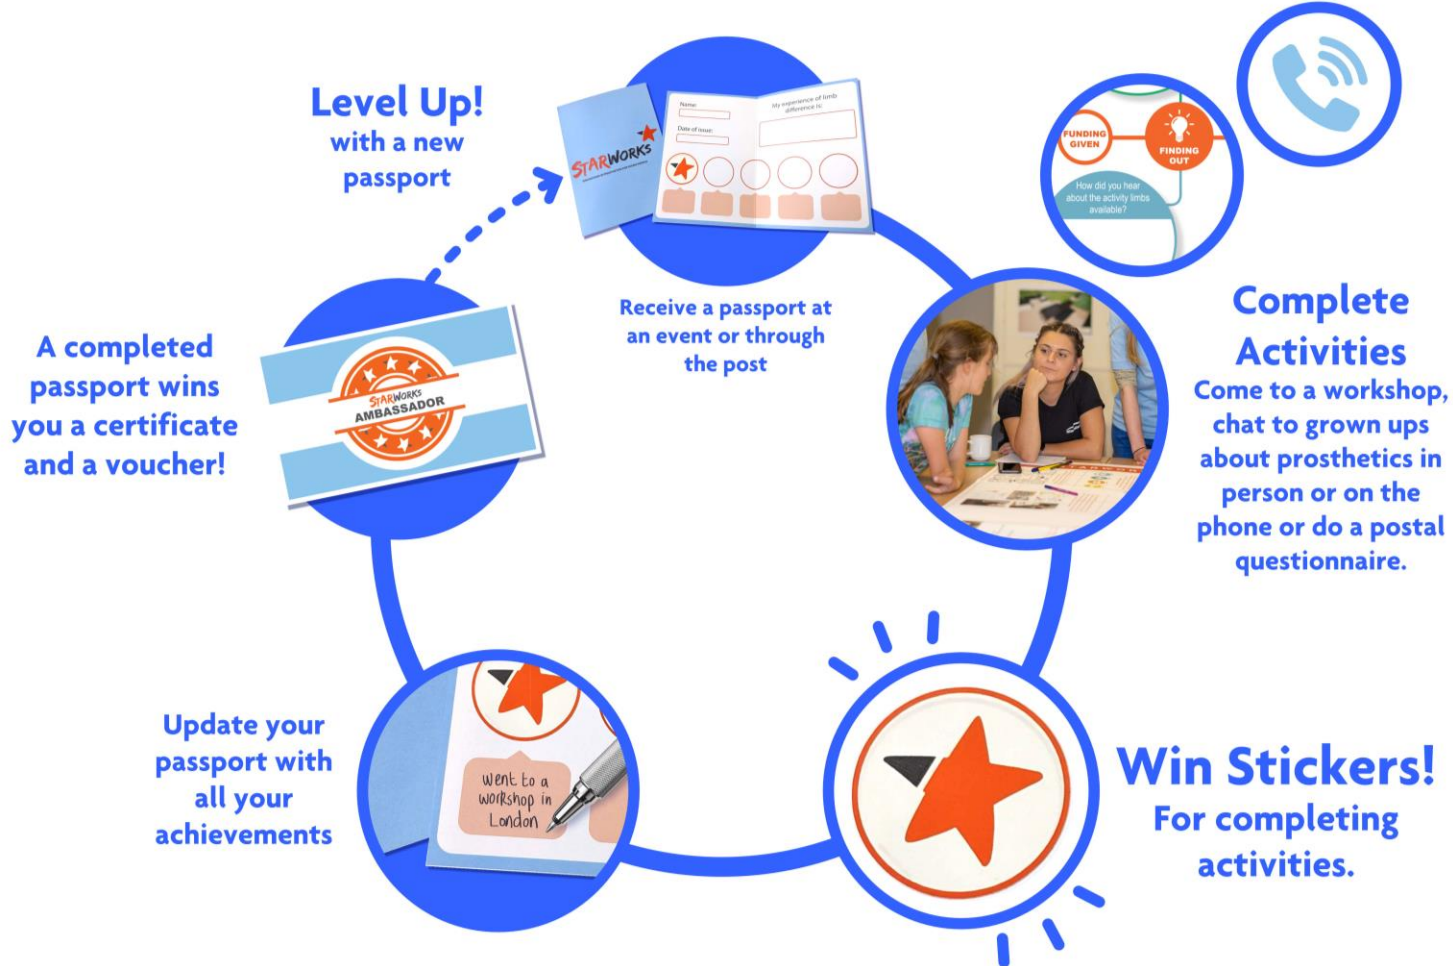 Level Up!
with a new
passport
STARWORKS
Name:
Date of issue:
My experience of limb
difference is:
Receive a passport at
an event or through
the post
FUNDING
GIVEN
FINDING
OUT
How did you hear
about the activity limbs
available?
Complete
Activities
Come to a workshop,
chat to grown ups
about prosthetics in
person or on the
phone or do a postal
questionnaire.
Win Stickers!
For completing
activities.
Update your
passport with
all your
achievements
went to a
workshop in
London
A completed
passport wins
you a certificate
and a voucher!
STARWORKS
AMBASSADOR